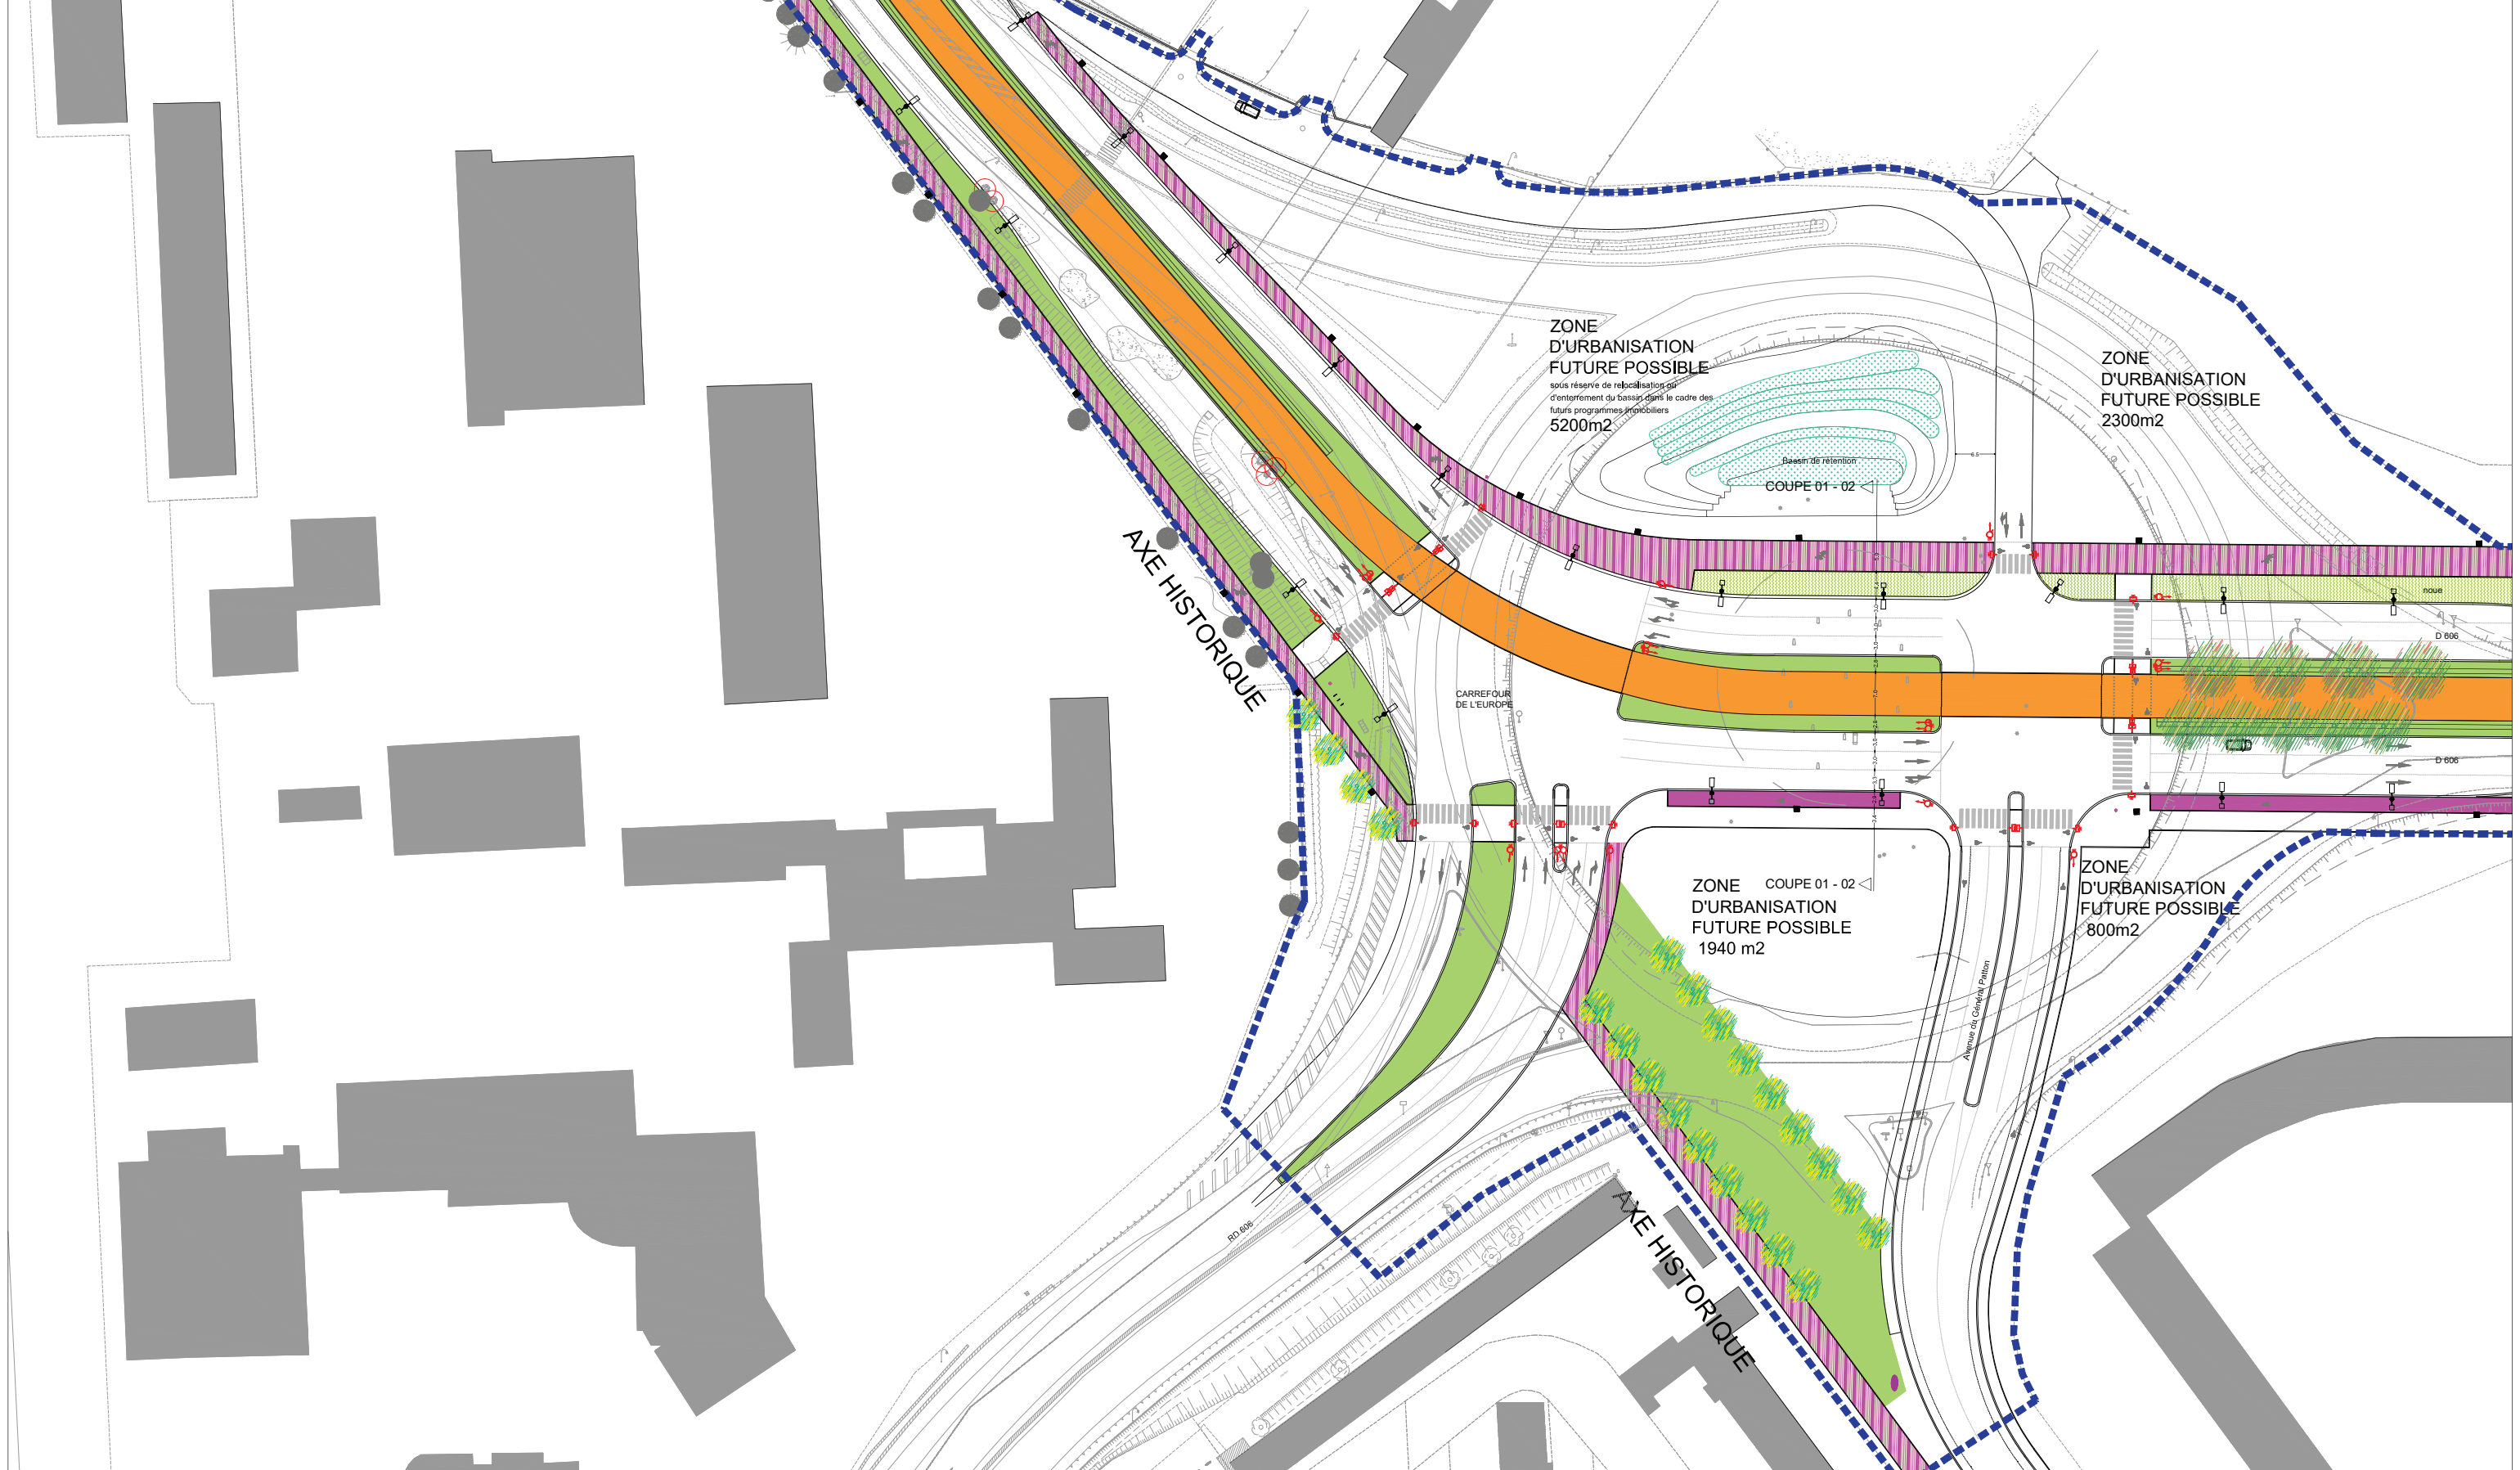 ZONE
D'URBANISATION
FUTURE POSSIBLE
sous réserve de relocalisation ou
d'enterrement du bassin dans le cadre des
futurs programmes immobiliers
5200m2
ZONE
D'URBANISATION
FUTURE POSSIBLE
2300m2
Bassin de rétention
COUPE 01 - 02
6.5
AXE HISTORIQUE
noue
D 606
CARREFOUR
DE L'EUROPE
D 606
ZONE
D'URBANISATION
FUTURE POSSIBLE
1940 m2
COUPE 01 - 02
ZONE
D'URBANISATION
FUTURE POSSIBLE
800m2
Avenue du Général Patton
RD 606
AXE HISTORIQUE